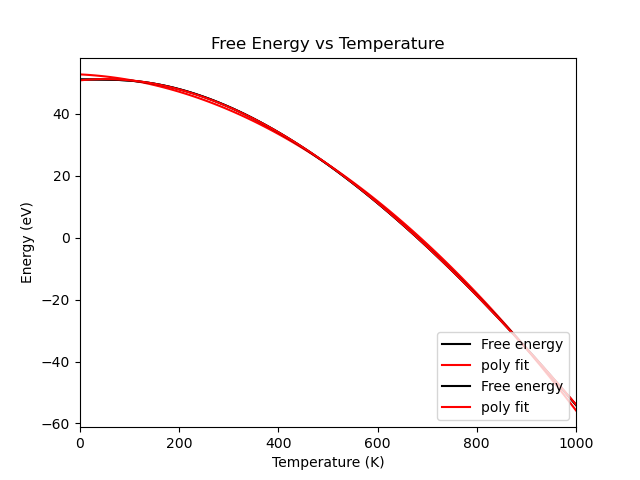 Free Energy vs Temperature
Energy (eV)
40
20
0
−20
−40
−60
0 200 400 600 800 1000
Temperature (K)
Free energy
poly fit
Free energy
poly fit